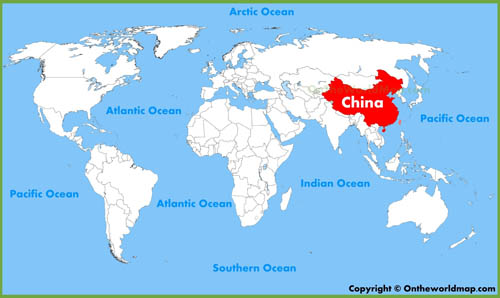 Arctic Ocean
China
Atlantic Ocean
Pacific Ocean
Indian Ocean
Pacific Ocean
Atlantic Ocean
Southern Ocean
Copyright © Ontheworldmap.com